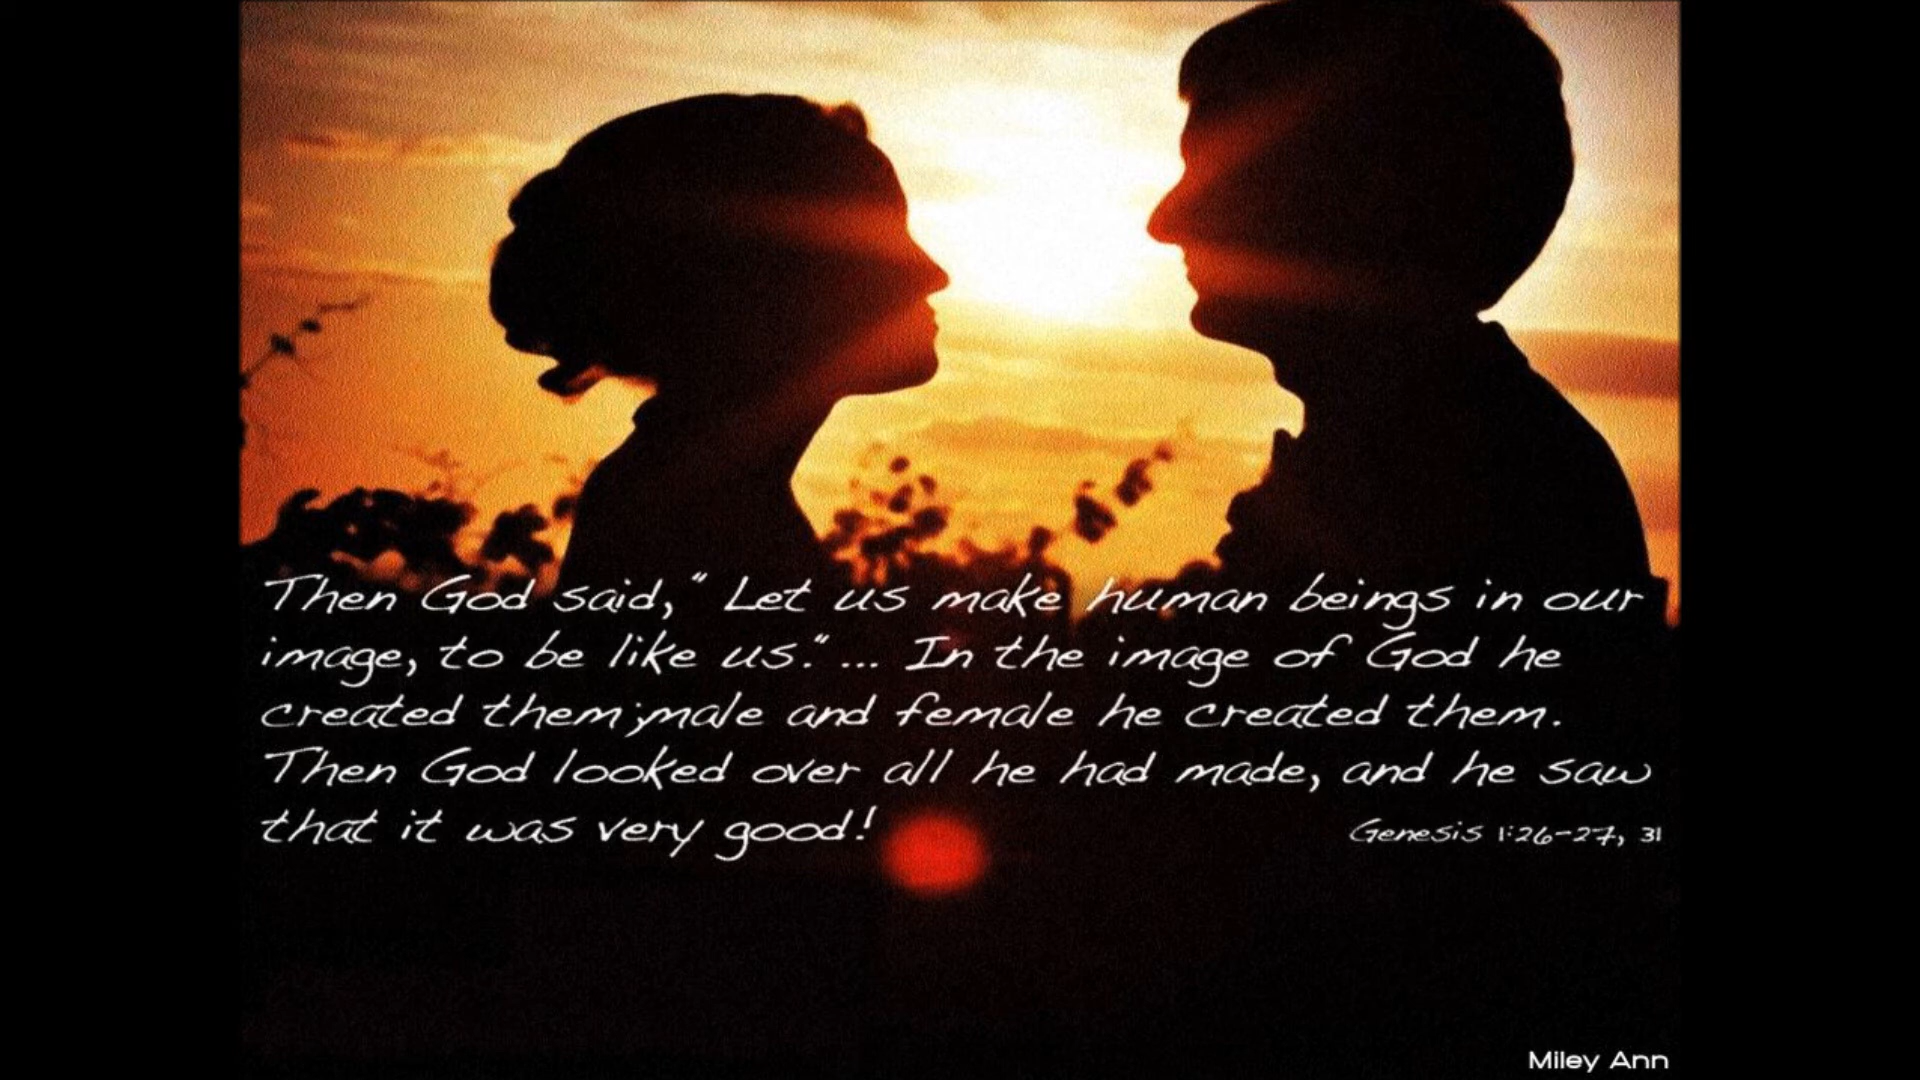 Then God said," Let us make human beings in our
image, to be like us."... In the image of God he
created them;male and female he created them.
Then God looked over all he had made, and he saw
that it was very good!
Genesis 1:26-27, 31
Miley Ann